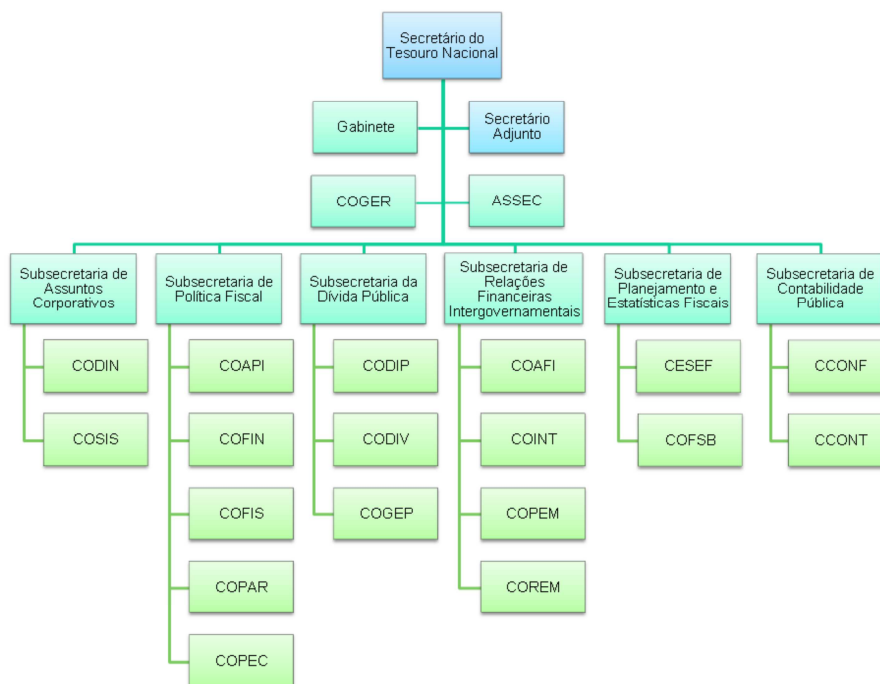 Secretário do
Tesouro Nacional
Gabinete
Secretário
Adjunto
COGER
ASSEC
Subsecretaria de
Assuntos
Corporativos
Subsecretaria de
Política Fiscal
Subsecretaria da
Dívida Pública
Subsecretaria de
Relações
Financeiras
Intergovernamentais
Subsecretaria de
Planejamento e
Estatísticas Fiscais
Subsecretaria de
Contabilidade
Pública
CODIN
COAPI
CODIP
COAFI
CESEF
CCONF
COSIS
COFIN
CODIV
COINT
COFSB
CCONT
COFIS
COGEP
COPEM
COPAR
COREM
COPEC